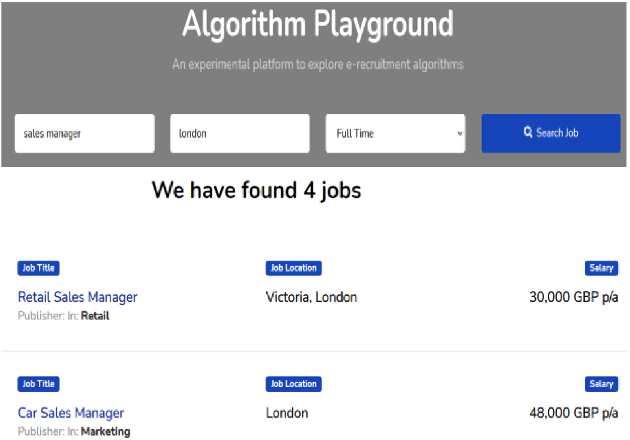 Algorithm Playground
An experimental platform to explore e-recruitment algorithms
sales manager london Full Time Search Job
We have found 4 jobs
Job Title Job Location Salary
Retail Sales Manager Victoria, London 30,000 GBP p/a
Publisher: In: Retail
Job Title Job Location Salary
Car Sales Manager London 48,000 GBP p/a
Publisher: In: Marketing